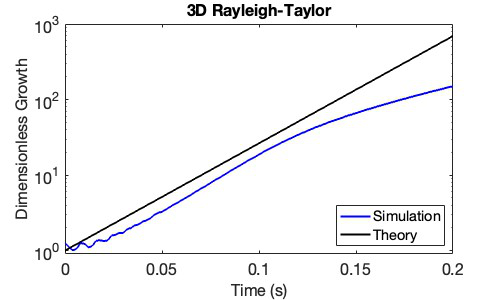 3D Rayleigh-Taylor
Dimensionless Growth
10^3
10^2
10^1
10^0
0
0.05
0.1
0.15
0.2
Time (s)
Simulation
Theory